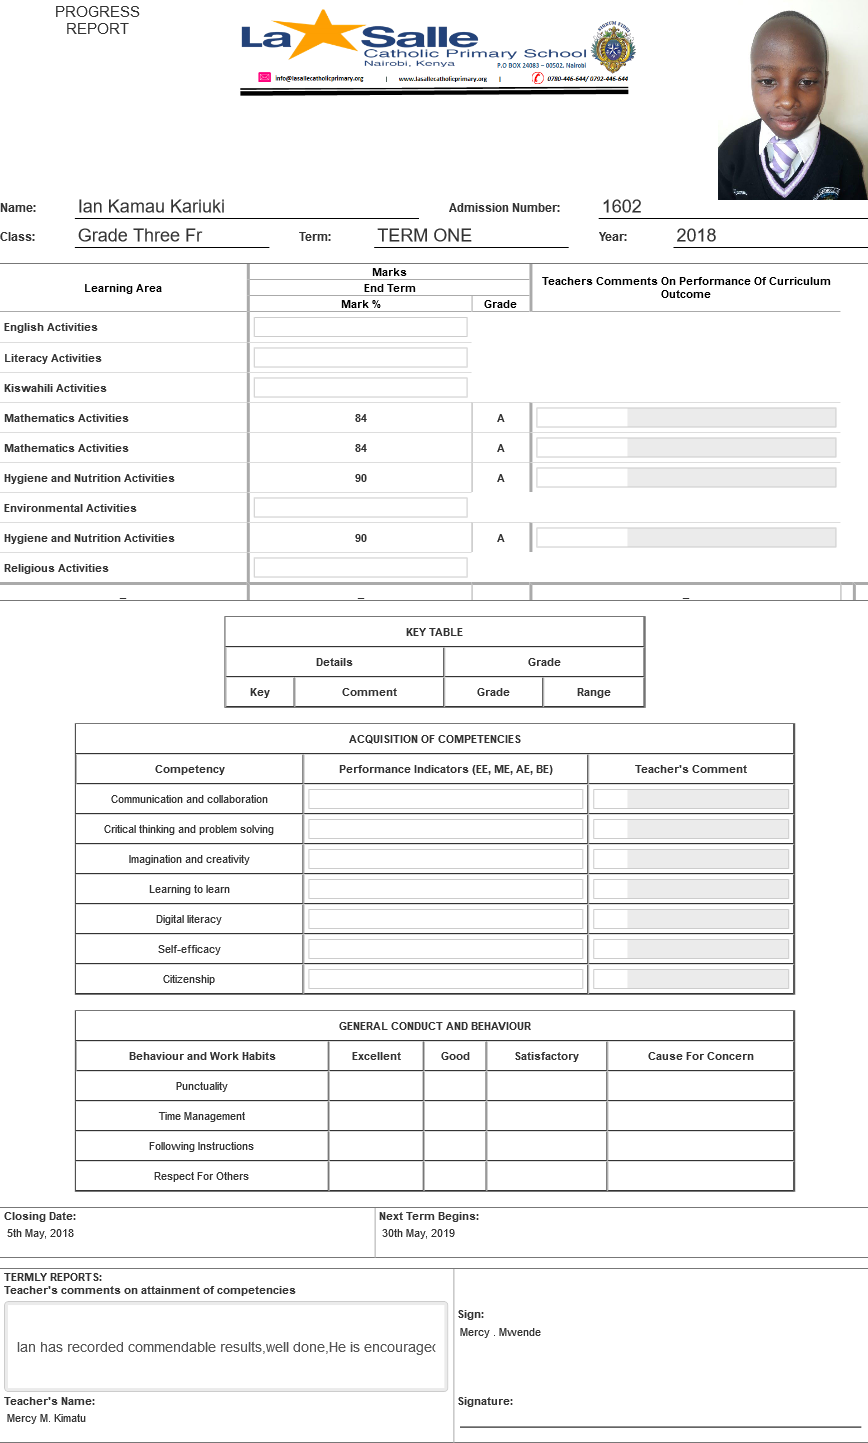 PROGRESS
REPORT
La Salle
Catholic Primary School
Nairobi, Kenya
P.O BOX 24083 – 00502, Nairobi
info@lasallecatholicprimary.org | www.lasallecatholicprimary.org | 0780-446-644/ 0792-446-644
Name: Ian Kamau Kariuki Admission Number: 1602
Class: Grade Three Fr Term: TERM ONE Year: 2018
Learning Area Marks Teachers Comments On Performance Of Curriculum Outcome
End Term
Mark % Grade
English Activities
Literacy Activities
Kiswahili Activities
Mathematics Activities 84 A
Mathematics Activities 84 A
Hygiene and Nutrition Activities 90 A
Environmental Activities
Hygiene and Nutrition Activities 90 A
Religious Activities
– – –
KEY TABLE
Details Grade
Key Comment Grade Range
ACQUISITION OF COMPETENCIES
Competency Performance Indicators (EE, ME, AE, BE) Teacher's Comment
Communication and collaboration
Critical thinking and problem solving
Imagination and creativity
Learning to learn
Digital literacy
Self-efficacy
Citizenship
GENERAL CONDUCT AND BEHAVIOUR
Behaviour and Work Habits Excellent Good Satisfactory Cause For Concern
Punctuality
Time Management
Following Instructions
Respect For Others
Closing Date: Next Term Begins:
5th May, 2018 30th May, 2019
TERMLY REPORTS:
Teacher's comments on attainment of competencies
Ian has recorded commendable results,well done,He is encouraged
Sign:
Mercy . Mwende
Teacher's Name: Signature:
Mercy M. Kimatu